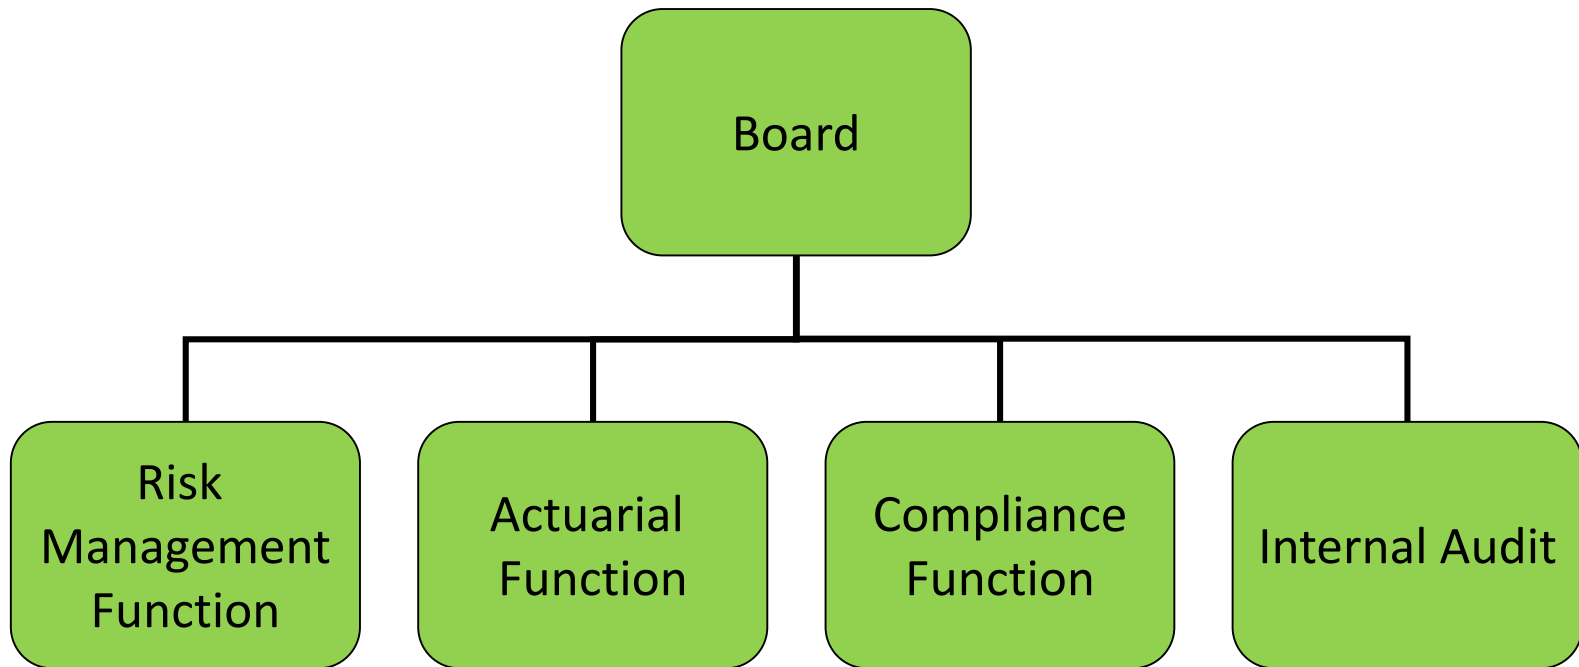 Board
Risk
Management
Function
Actuarial
Function
Compliance
Function
Internal Audit